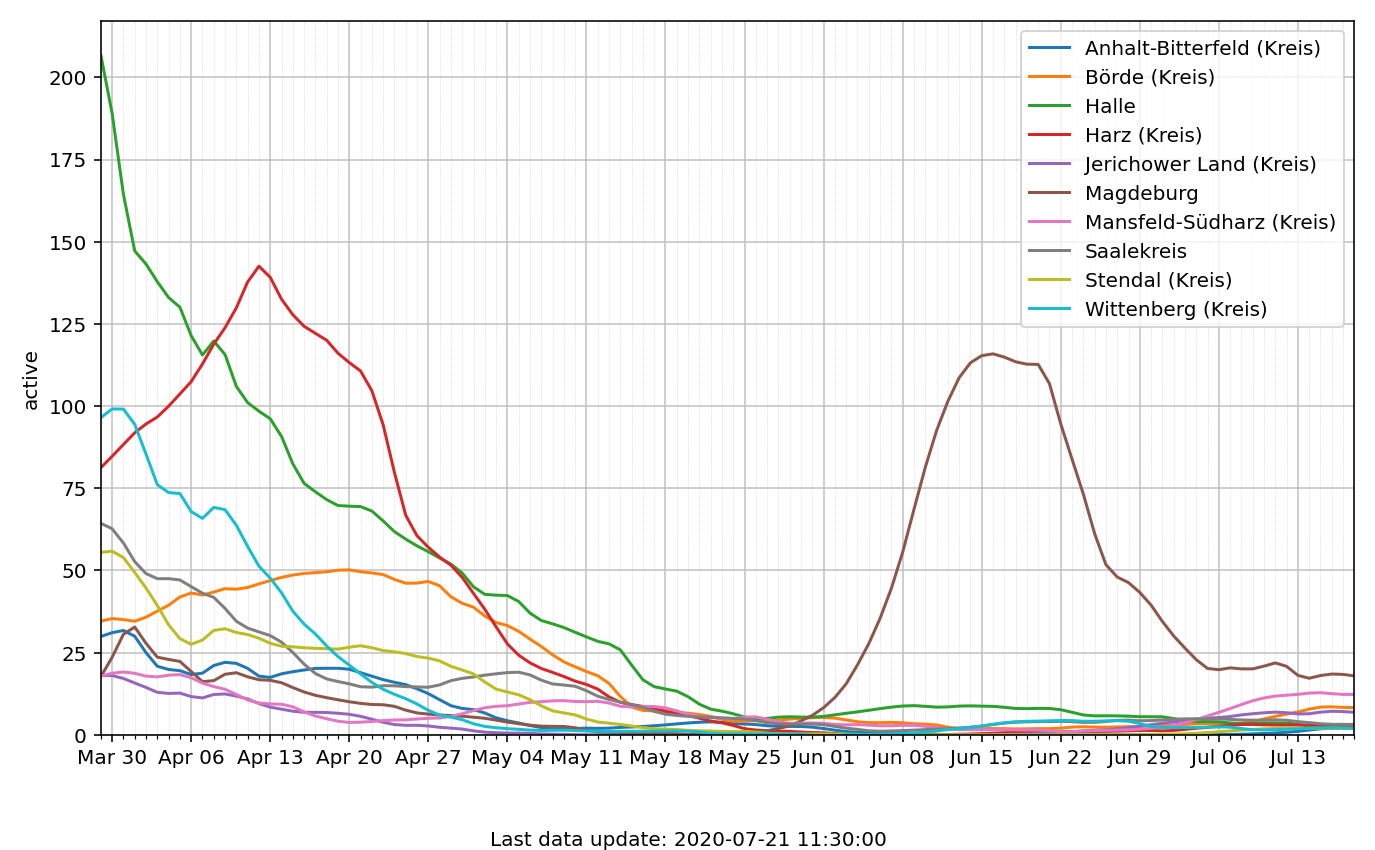 200
175
150
125
100
75
50
25
0
active
Anhalt-Bitterfeld (Kreis)
Börde (Kreis)
Halle
Harz (Kreis)
Jerichower Land (Kreis)
Magdeburg
Mansfeld-Südharz (Kreis)
Saalekreis
Stendal (Kreis)
Wittenberg (Kreis)
Mar 30 Apr 06 Apr 13 Apr 20 Apr 27 May 04 May 11 May 18 May 25 Jun 01 Jun 08 Jun 15 Jun 22 Jun 29 Jul 06 Jul 13
Last data update: 2020-07-21 11:30:00